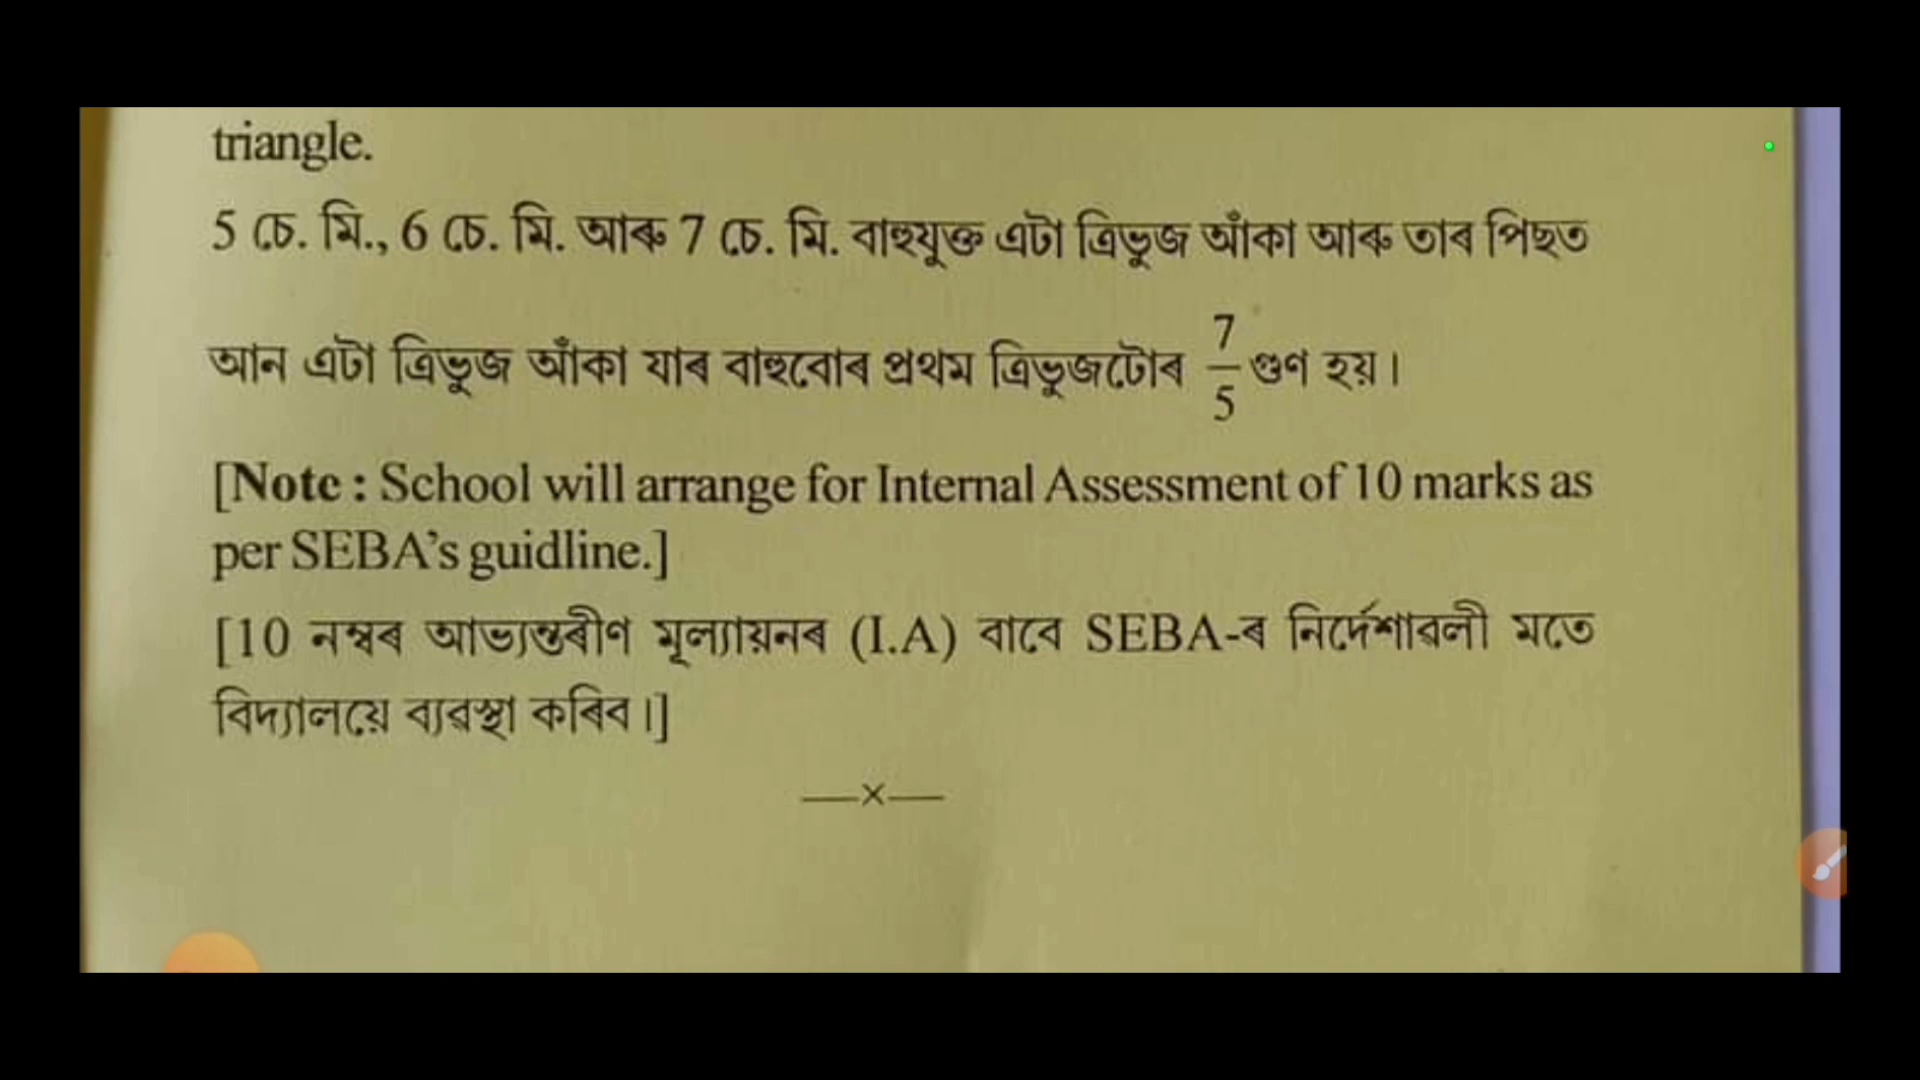 triangle.
5 চে. মি., 6 চে. মি. আৰু 7 চে. মি. বাহুযুক্ত এটা ত্ৰিভুজ আঁকা আৰু তাৰ পিছত
আন এটা ত্ৰিভুজ আঁকা যাৰ বাহুবোৰ প্ৰথম ত্ৰিভুজটোৰ 7/5 গুণ হয়।
[Note : School will arrange for Internal Assessment of 10 marks as
per SEBA's guidline.]
[10 নম্বৰ আভ্যন্তৰীণ মূল্যায়নৰ (I.A) বাবে SEBA-ৰ নিৰ্দেশাৱলী মতে
বিদ্যালয়ে ব্যৱস্থা কৰিব।]
—×—